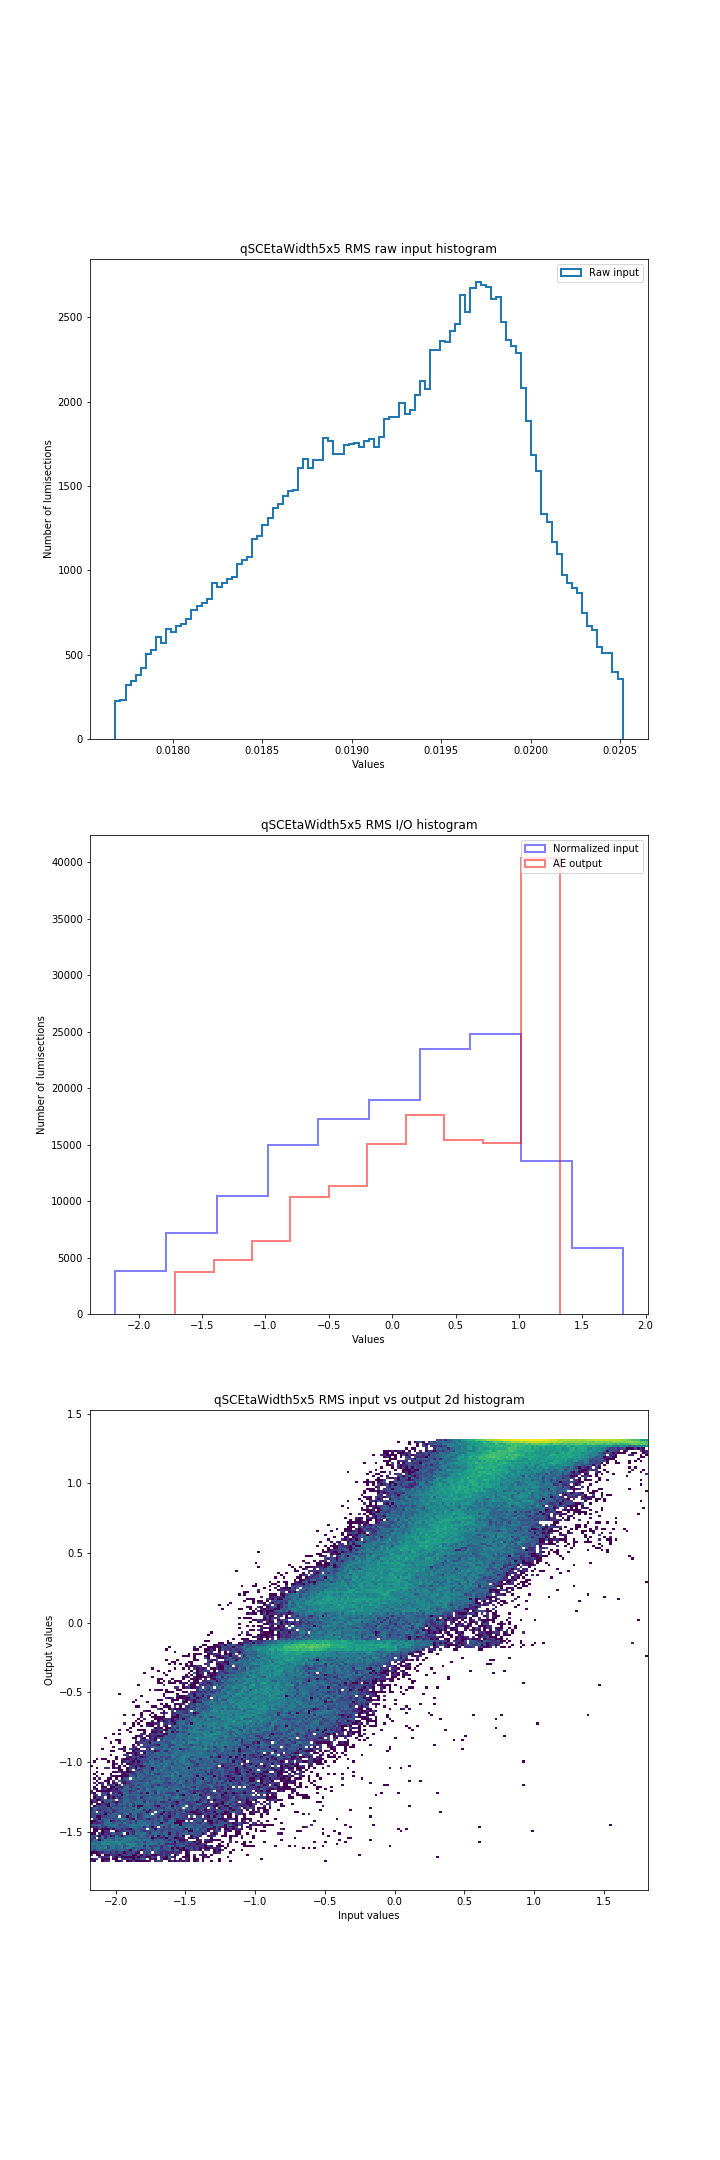 qSCEtaWidth5x5 RMS raw input histogram
Raw input
2500
2000
1500
1000
500
0
Number of lumisections
0.0180 0.0185 0.0190 0.0195 0.0200 0.0205
Values
qSCEtaWidth5x5 RMS I/O histogram
Normalized input
AE output
40000
35000
30000
25000
20000
15000
10000
5000
0
Number of lumisections
−2.0 −1.5 −1.0 −0.5 0.0 0.5 1.0 1.5 2.0
Values
qSCEtaWidth5x5 RMS input vs output 2d histogram
1.5
1.0
0.5
0.0
−0.5
−1.0
−1.5
Output values
−2.0 −1.5 −1.0 −0.5 0.0 0.5 1.0 1.5
Input values